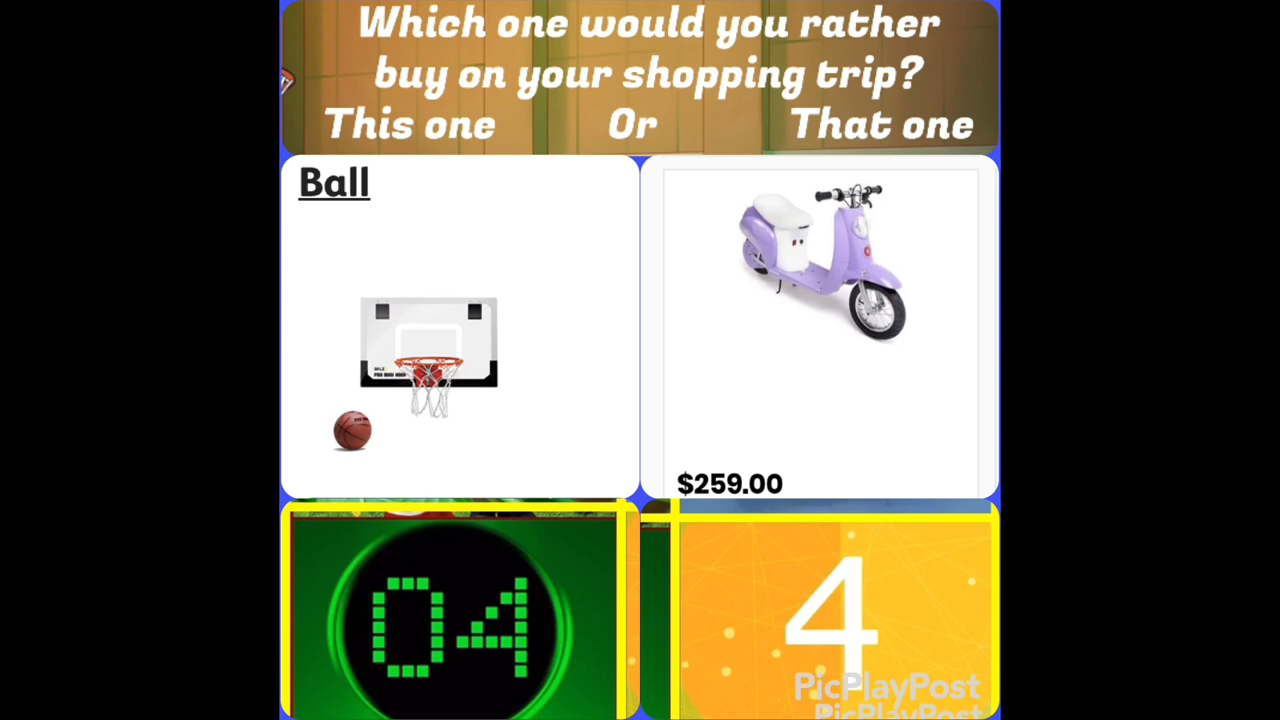 Which one would you rather
buy on your shopping trip?
This one Or That one
Ball
$259.00
04
4
PicPlayPost
PicPlayPost